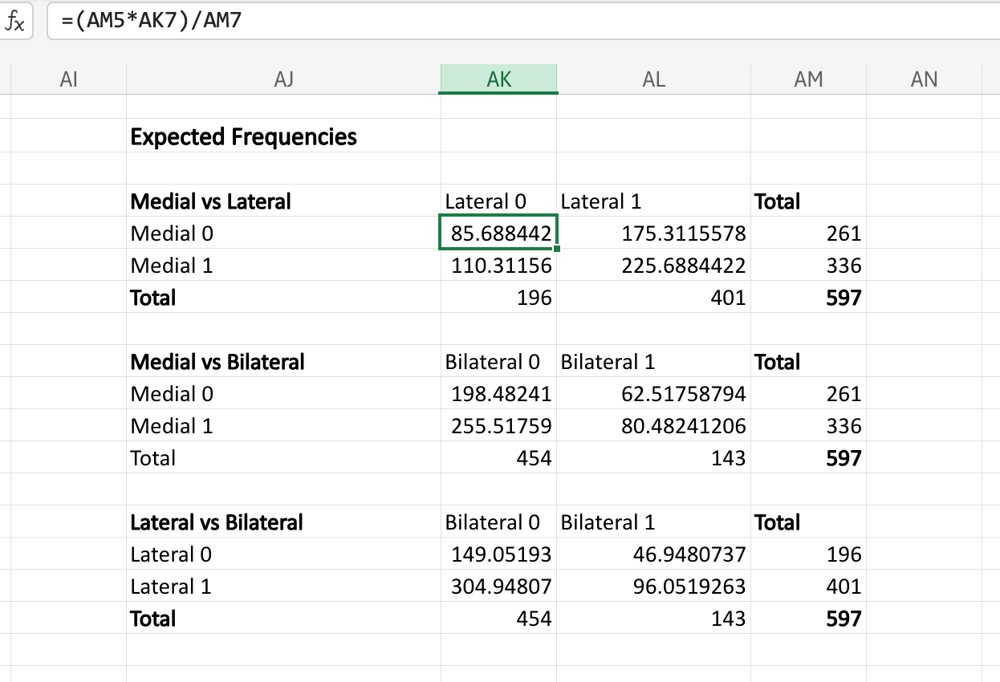 fx =(AM5*AK7)/AM7
AI AJ AK AL AM AN
Expected Frequencies
Medial vs Lateral Lateral 0 Lateral 1 Total
Medial 0 85.688442 175.3115578 261
Medial 1 110.31156 225.6884422 336
Total 196 401 597
Medial vs Bilateral Bilateral 0 Bilateral 1 Total
Medial 0 198.48241 62.51758794 261
Medial 1 255.51759 80.48241206 336
Total 454 143 597
Lateral vs Bilateral Bilateral 0 Bilateral 1 Total
Lateral 0 149.05193 46.9480737 196
Lateral 1 304.94807 96.0519263 401
Total 454 143 597